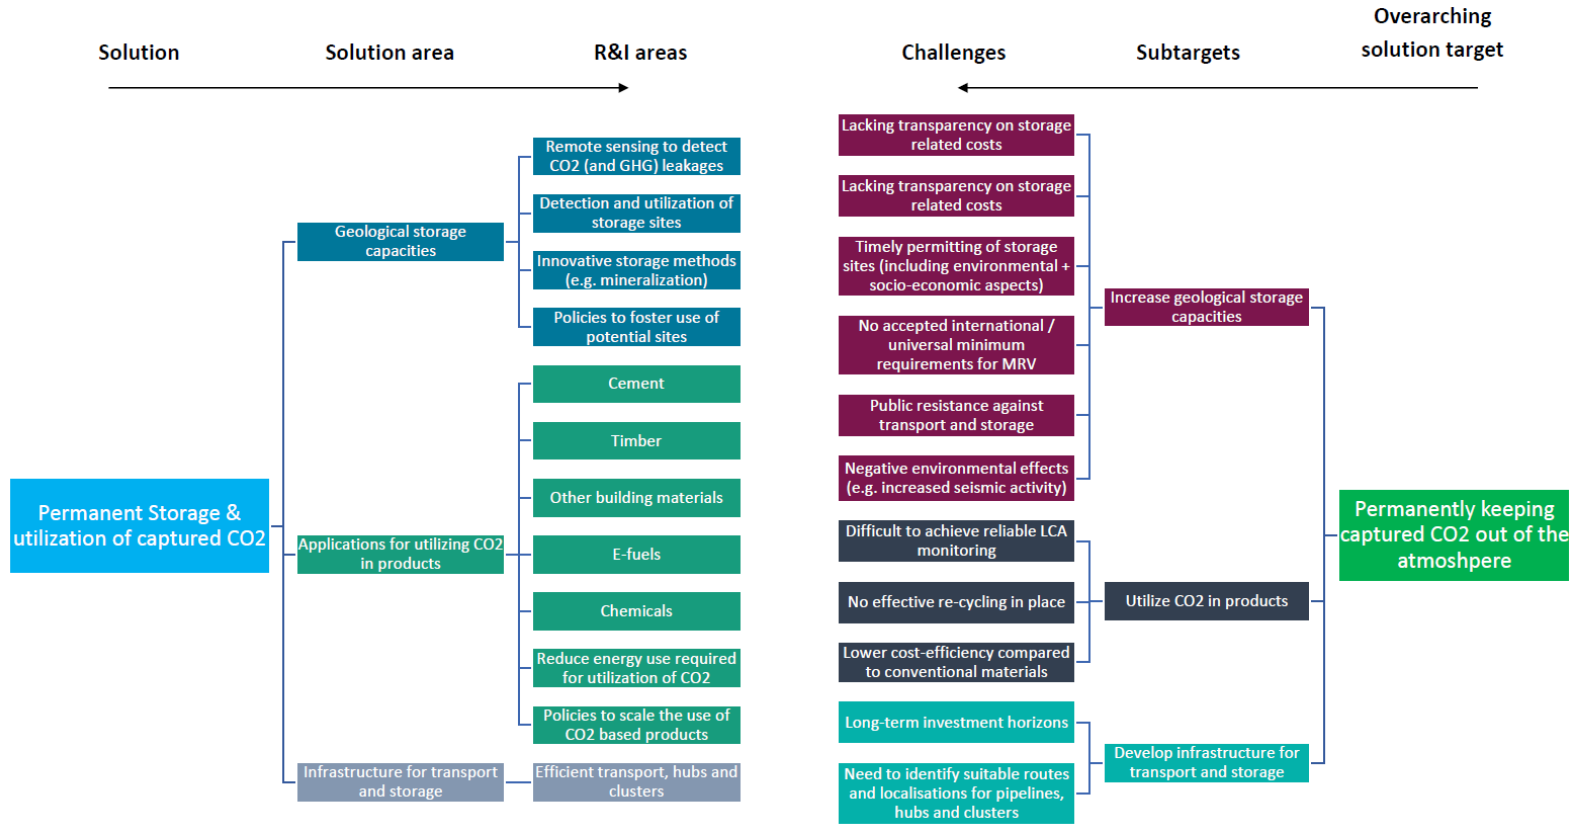 Solution
Solution area
R&I areas
Challenges
Subtargets
Overarching
solution target
Permanent Storage &
utilization of captured CO2
Geological storage
capacities
Remote sensing to detect
CO2 (and GHG) leakages
Detection and utilization of
storage sites
Innovative storage methods
(e.g. mineralization)
Policies to foster use of
potential sites
Applications for utilizing CO2
in products
Cement
Timber
Other building materials
E-fuels
Chemicals
Reduce energy use required
for utilization of CO2
Policies to scale the use of
CO2 based products
Infrastructure for transport
and storage
Efficient transport, hubs and
clusters
Lacking transparency on storage
related costs
Lacking transparency on storage
related costs
Timely permitting of storage
sites (including environmental +
socio-economic aspects)
No accepted international /
universal minimum
requirements for MRV
Public resistance against
transport and storage
Negative environmental effects
(e.g. increased seismic activity)
Increase geological storage
capacities
Difficult to achieve reliable LCA
monitoring
No effective re-cycling in place
Lower cost-efficiency compared
to conventional materials
Utilize CO2 in products
Long-term investment horizons
Need to identify suitable routes
and localisations for pipelines,
hubs and clusters
Develop infrastructure for
transport and storage
Permanently keeping
captured CO2 out of the
atmoshpere